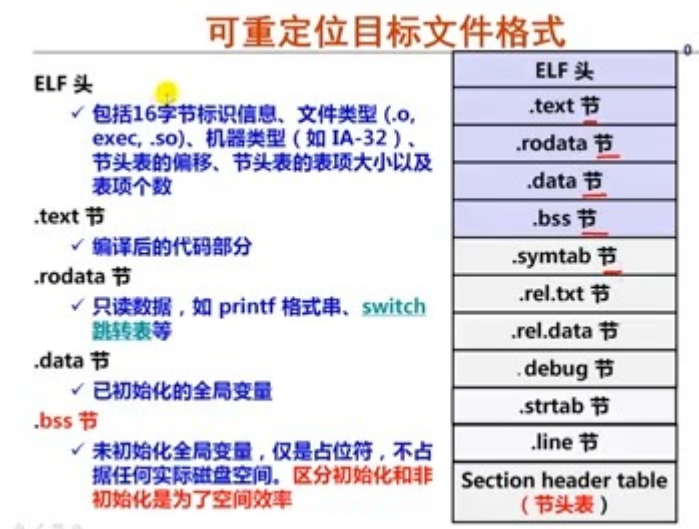 可重定位目标文件格式
ELF 头
✓ 包括16字节标识信息、文件类型 (.o,
exec, .so)、机器类型（如 IA-32）、
节头表的偏移、节头表的表项大小以及
表项个数
.text 节
✓ 编译后的代码部分
.rodata 节
✓ 只读数据，如 printf 格式串、switch
跳转表等
.data 节
✓ 已初始化的全局变量
.bss 节
✓ 未初始化全局变量，仅是占位符，不占
据任何实际磁盘空间。区分初始化和非
初始化是为了空间效率
0
ELF 头
.text 节
.rodata 节
.data 节
.bss 节
.symtab 节
.rel.txt 节
.rel.data 节
.debug 节
.strtab 节
.line 节
Section header table
（节头表）